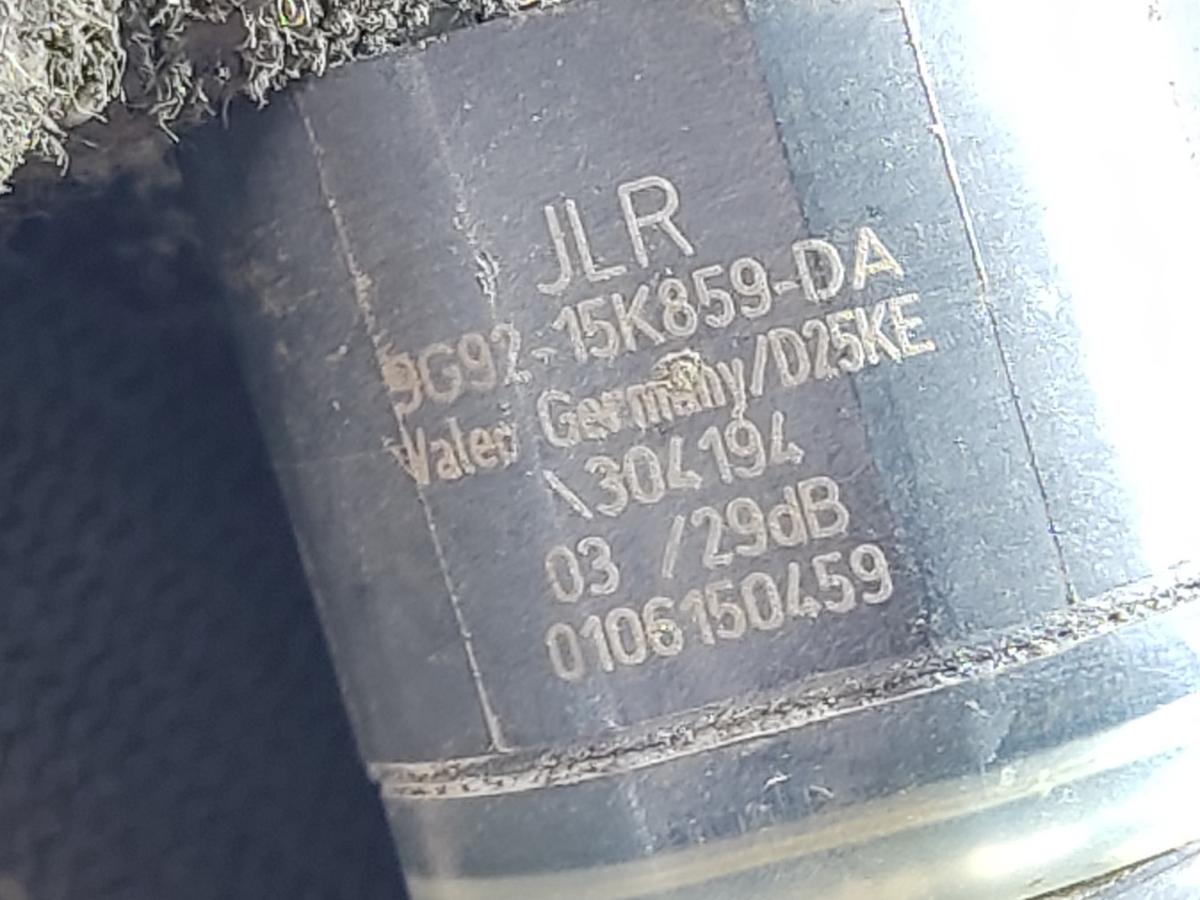 JLR
9G92-15K859-DA
Valeo Germany/D25KE
\304194
03 /29dB
0106150459